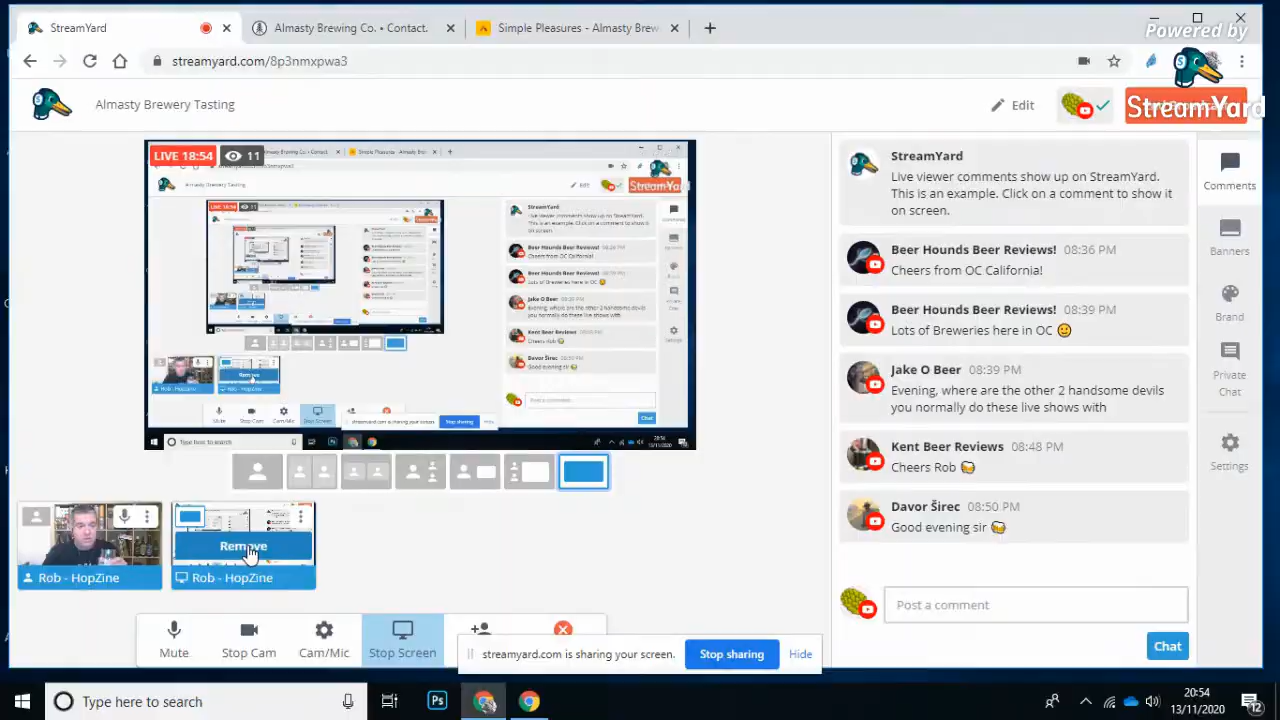 StreamYard
Almasty Brewing Co. • Contact.
Simple Pleasures - Almasty Brew
Powered by
streamyard.com/8p3nmxpwa3
Almasty Brewery Tasting
Edit
StreamYard
LIVE 18:54
11
StreamYard
Live viewer comments show up on StreamYard.
This is an example. Click on a comment to show it
on screen.
Beer Hounds Beer Reviews! 08:36 PM
Cheers from OC California!
Beer Hounds Beer Reviews! 08:39 PM
Lots of Breweries here in OC
Jake O Beer 08:39 PM
Evening, where are the other 2 handsome devils
you normally do these live shows with
Kent Beer Reviews 08:48 PM
Cheers Rob
Davor Širec 08:50 PM
Good evening sir
Post a comment
Chat
Comments
Banners
Brand
Private
Chat
Settings
Remove
Rob - HopZine
Rob - HopZine
Mute
Stop Cam
Cam/Mic
Stop Screen
streamyard.com is sharing your screen.
Stop sharing
Hide
Type here to search
Ps
20:54
13/11/2020
12